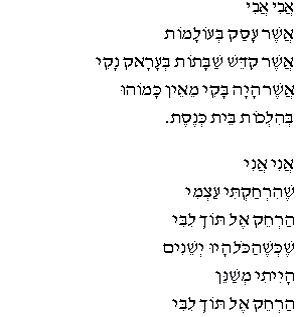 אֲבִי אֲבִי
אֲשֶׁר עָסַק בְּעוֹלָמוֹת
אֲשֶׁר קִדֵּשׁ שַׁבָּתוֹת בְּעָרָאק נָקִי
אֲשֶׁר הָיָה בָּקִי מֵאֵין כָּמוֹהוּ
בְּהִלְכוֹת בֵּית כְּנֶסֶת.
אֲנִי אֲנִי
שֶׁהִרְחַקְתִּי עַצְמִי
הַרְחֵק אֶל תּוֹךְ לִבִּי
שֶׁכְּשֶׁהַכֹּל הָיוּ יְשֵׁנִים
הָיִיתִי מְשַׁנֵּן
הַרְחֵק אֶל תּוֹךְ לִבִּי